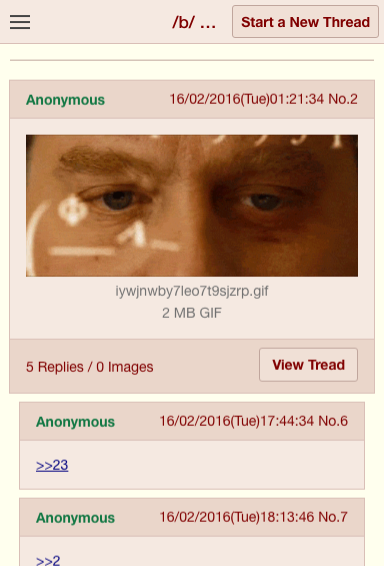 /b/ ...
Start a New Thread
Anonymous
16/02/2016(Tue)01:21:34 No.2
iywjnwby7leo7t9sjzrp.gif
2 MB GIF
5 Replies / 0 Images
View Tread
Anonymous
16/02/2016(Tue)17:44:34 No.6
>>23
Anonymous
16/02/2016(Tue)18:13:46 No.7
>>2